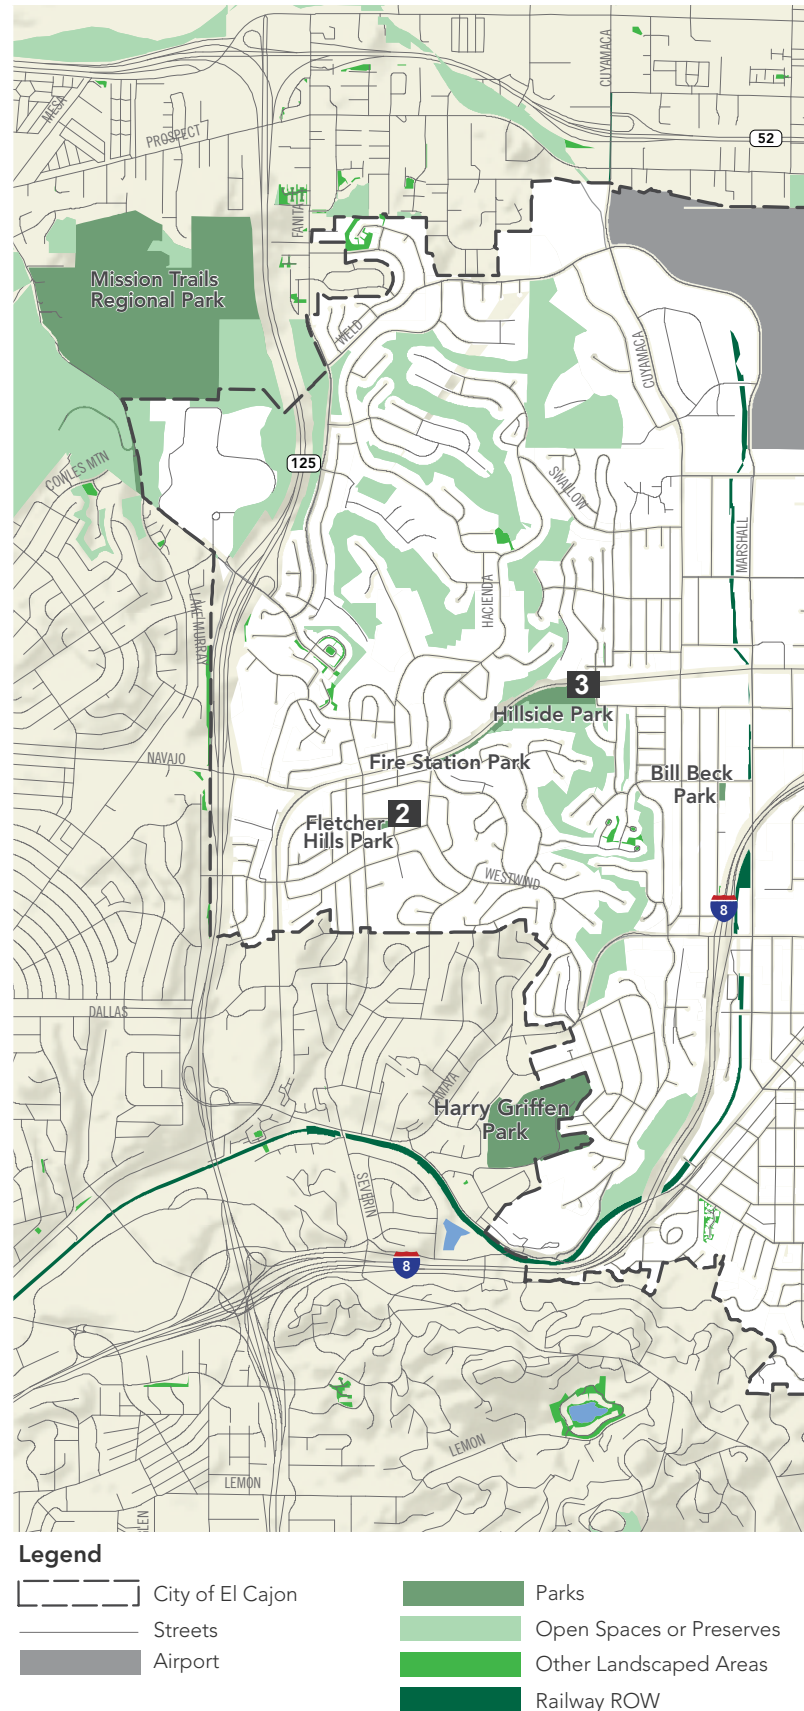 CUYAMACA
MESA
PROSPECT
52
FANITA
Mission Trails
Regional Park
WELD
CUYAMACA
125
COWLES MTN
SWALLOW
MARSHALL
HACIENDA
LAKE MURRAY
3
Hillside Park
NAVAJO
Fire Station Park
Bill Beck
Park
2
Fletcher
Hills Park
WESTWIND
8
DALLAS
AMAYA
Harry Griffen
Park
SEVERIN
8
LEMON
LEMON
GLEN
Legend
City of El Cajon
Streets
Airport
Parks
Open Spaces or Preserves
Other Landscaped Areas
Railway ROW